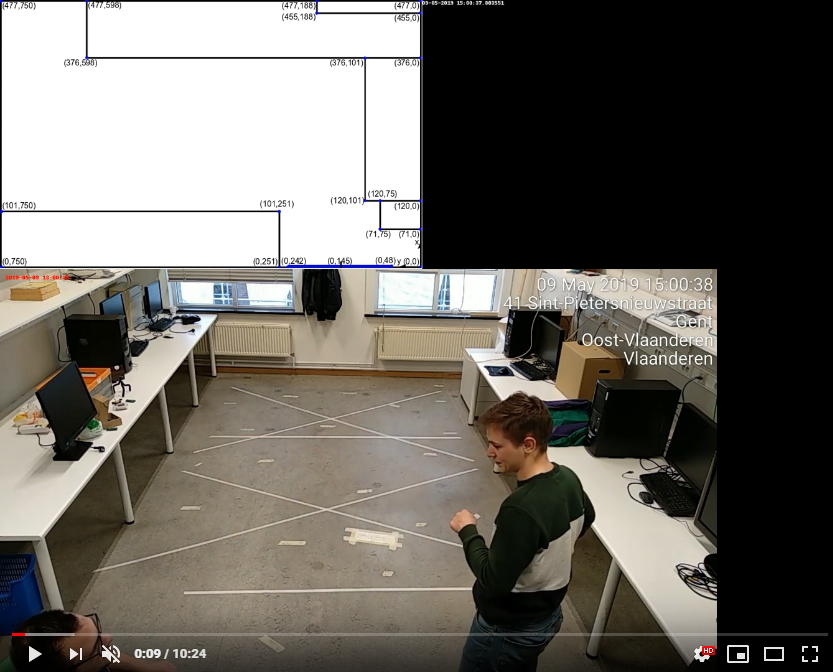 (477,750)
(477,598)
(477,188)
(477,0)
(455,188)
(455,0)
09-05-2019 15:00:37.003551
(376,598)
(376,101)
(376,0)
(120,75)
(120,101)
(120,0)
(101,750)
(101,251)
(71,75)
(71,0)
x
(0,750)
(0,251)
(0,242)
(0,145)
(0,48)
y
(0,0)
09 May 2019 15:00:38
41 Sint-Pietersnieuwstraat
Gent
Oost-Vlaanderen
Vlaanderen
0:09 / 10:24
HD